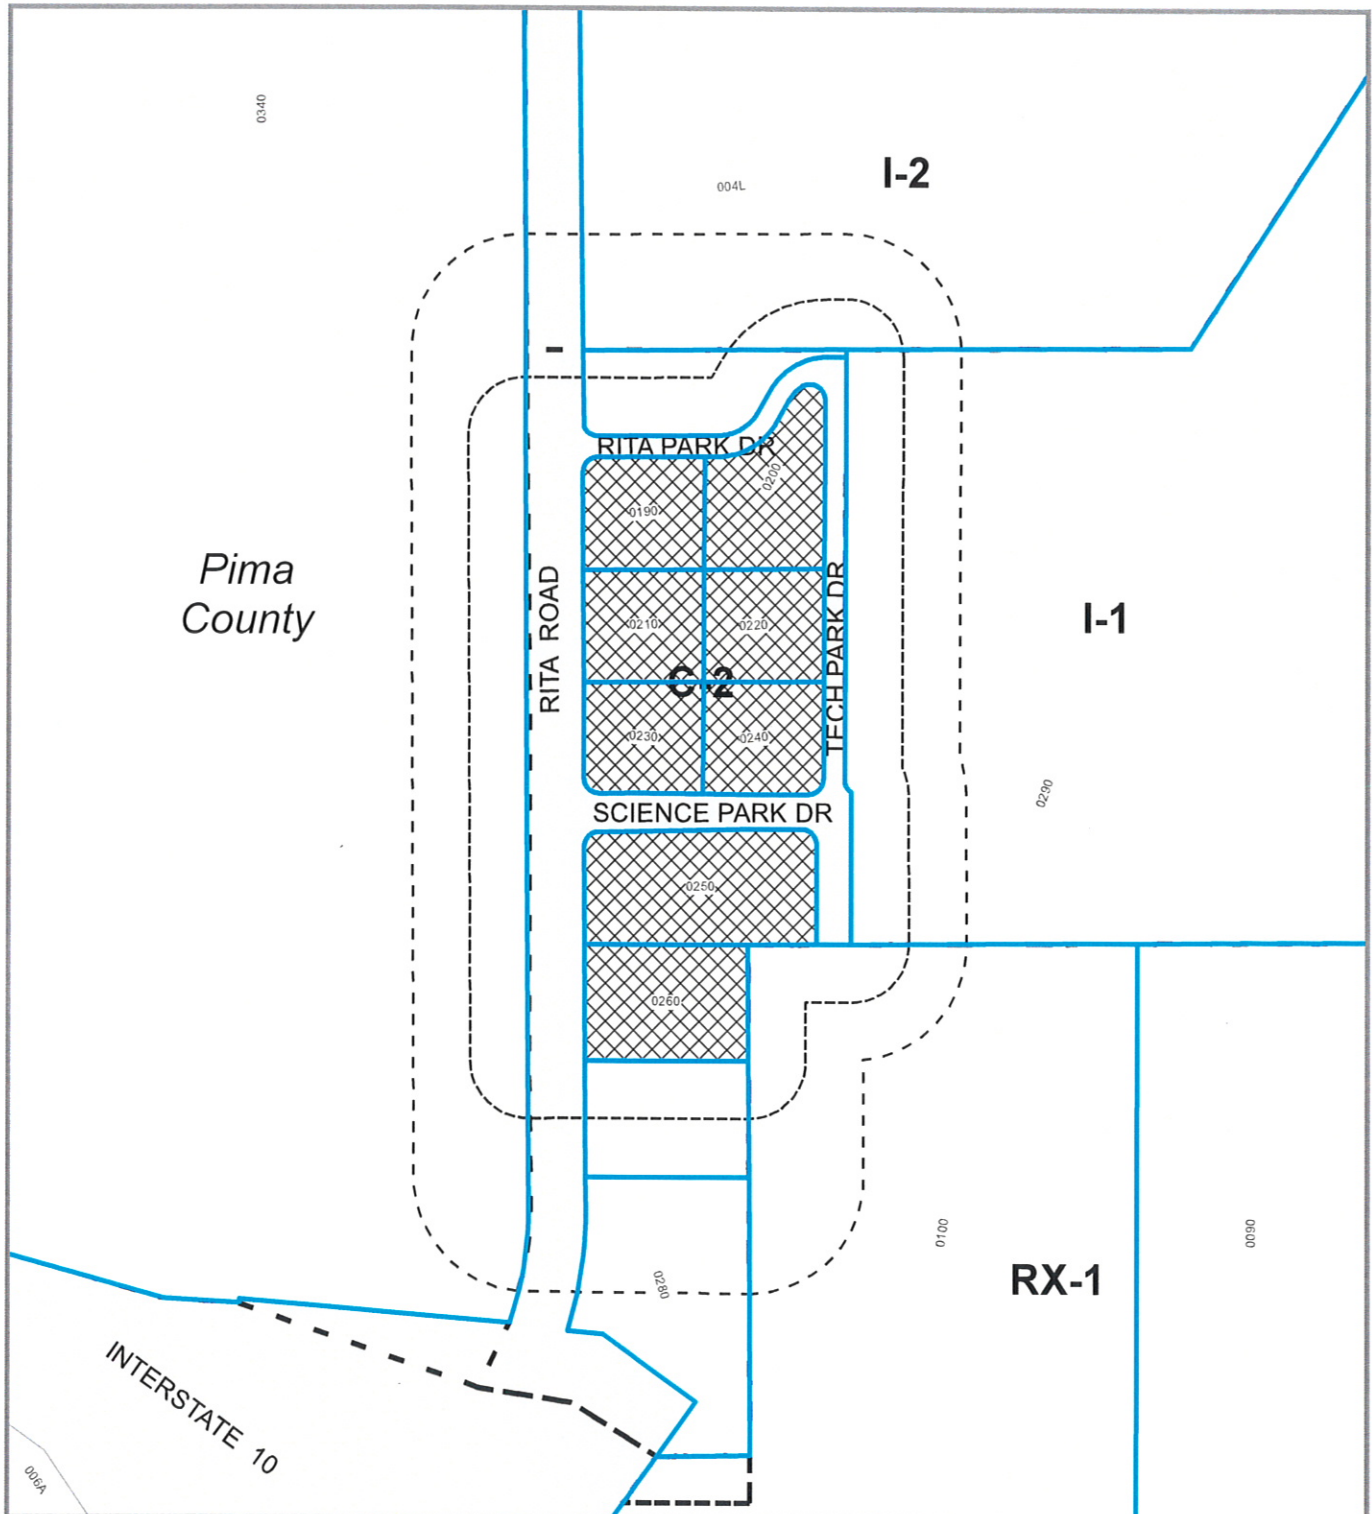 0340
I-2
004L
RITA PARK DR
0200
0190
Pima
County
RITA ROAD
0210
0220
TECH PARK DR
I-1
C-2
0230
0240
0290
SCIENCE PARK DR
0250
0260
0100
0090
RX-1
0280
INTERSTATE 10
006A